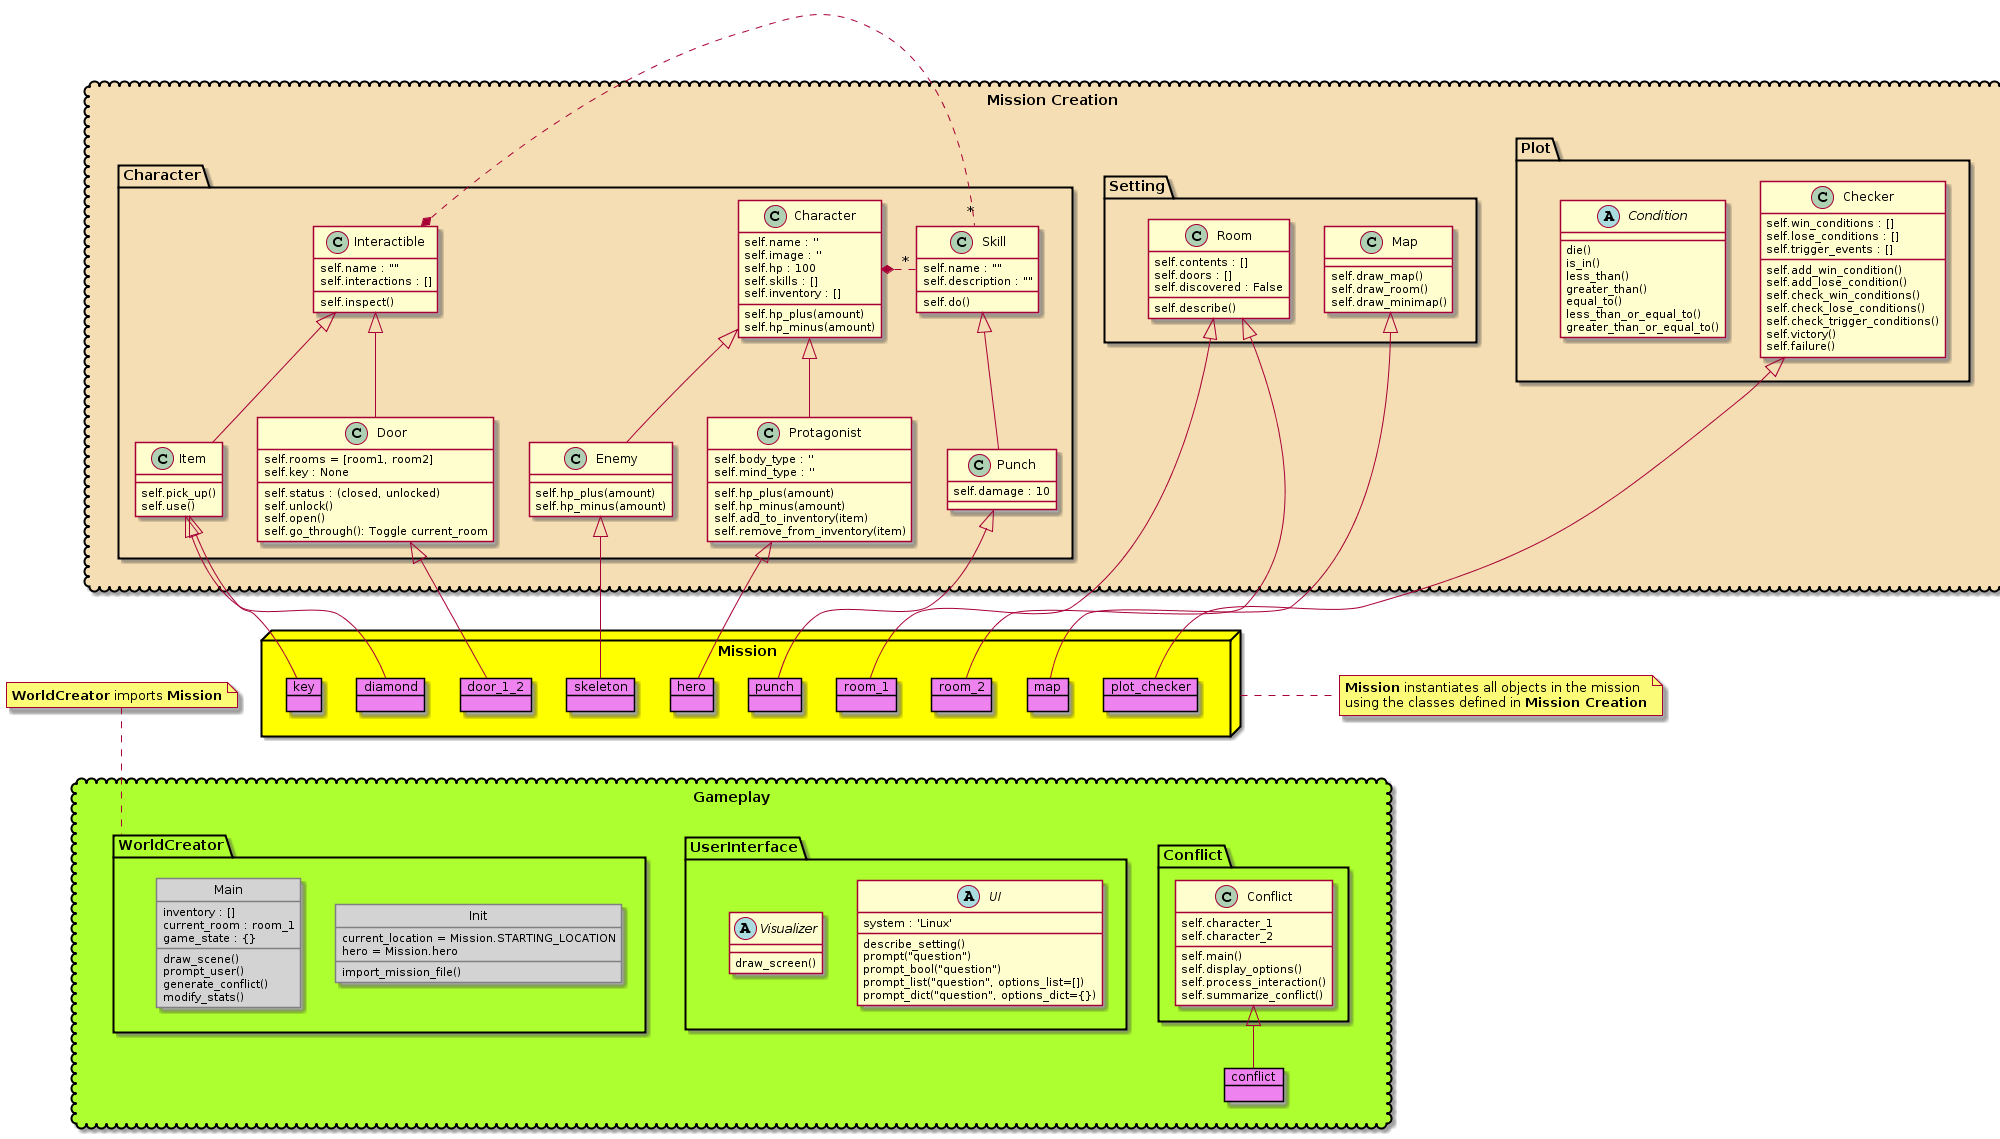 Mission Creation
Character
C Interactible
self.name : ""
self.interactions : []
self.inspect()
C Character
self.name : ''
self.image : ''
self.hp : 100
self.skills : []
self.inventory : []
self.hp_plus(amount)
self.hp_minus(amount)
*
*
C Skill
self.name : ""
self.description : ""
self.do()
C Item
self.pick_up()
self.use()
C Door
self.rooms = [room1, room2]
self.key : None
self.status : (closed, unlocked)
self.unlock()
self.open()
self.go_through(): Toggle current_room
C Enemy
self.hp_plus(amount)
self.hp_minus(amount)
C Protagonist
self.body_type : ''
self.mind_type : ''
self.hp_plus(amount)
self.hp_minus(amount)
self.add_to_inventory(item)
self.remove_from_inventory(item)
C Punch
self.damage : 10
Setting
C Room
self.contents : []
self.doors : []
self.discovered : False
self.describe()
C Map
self.draw_map()
self.draw_room()
self.draw_minimap()
Plot
A Condition
die()
is_in()
less_than()
greater_than()
equal_to()
less_than_or_equal_to()
greater_than_or_equal_to()
C Checker
self.win_conditions : []
self.lose_conditions : []
self.trigger_events : []
self.add_win_condition()
self.add_lose_condition()
self.check_win_conditions()
self.check_lose_conditions()
self.check_trigger_conditions()
self.victory()
self.failure()
Mission
key
diamond
door_1_2
skeleton
hero
punch
room_1
room_2
map
plot_checker
WorldCreator imports Mission
Mission instantiates all objects in the mission
using the classes defined in Mission Creation
Gameplay
WorldCreator
Main
inventory : []
current_room : room_1
game_state : {}
draw_scene()
prompt_user()
generate_conflict()
modify_stats()
Init
current_location = Mission.STARTING_LOCATION
hero = Mission.hero
import_mission_file()
UserInterface
A Visualizer
draw_screen()
A UI
system : 'Linux'
describe_setting()
prompt("question")
prompt_bool("question")
prompt_list("question", options_list=[])
prompt_dict("question", options_dict={})
Conflict
C Conflict
self.character_1
self.character_2
self.main()
self.display_options()
self.process_interaction()
self.summarize_conflict()
conflict